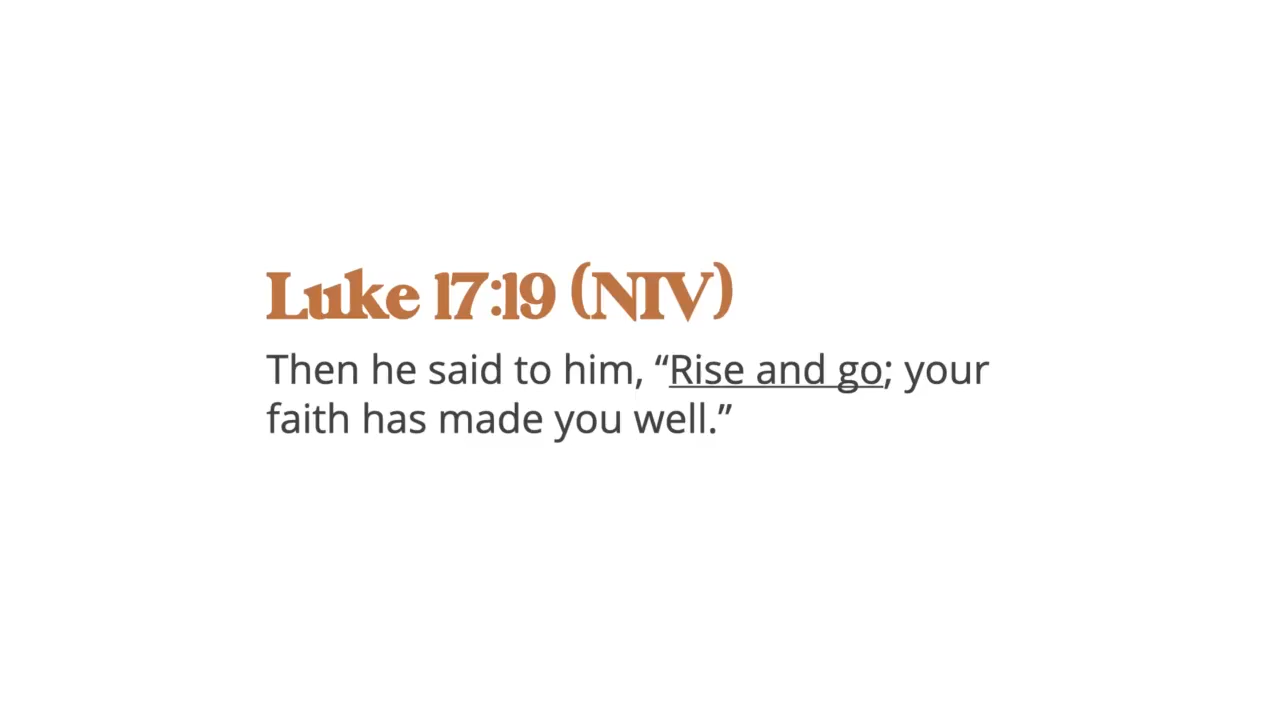 Luke 17:19 (NIV)
Then he said to him, “Rise and go; your
faith has made you well.”